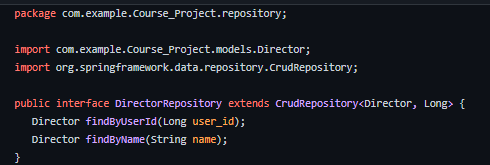 package com.example.Course_Project.repository;
import com.example.Course_Project.models.Director;
import org.springframework.data.repository.CrudRepository;
public interface DirectorRepository extends CrudRepository<Director, Long> {
Director findByUserId(Long user_id);
Director findByName(String name);
}